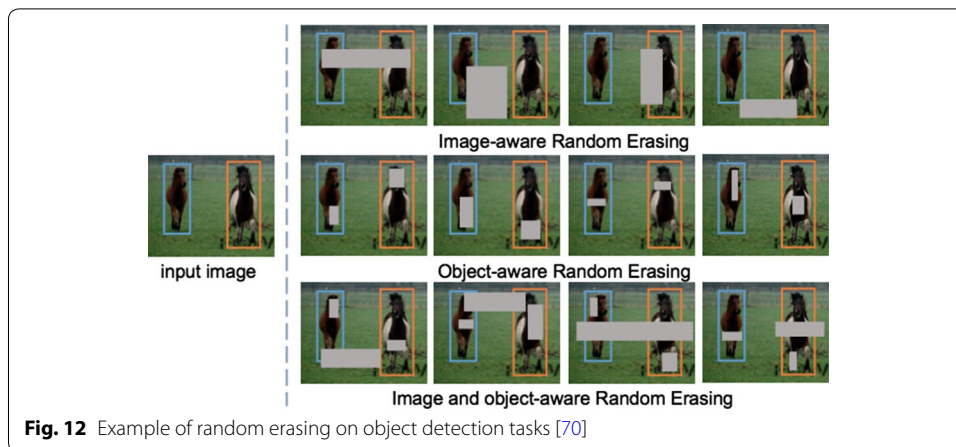 Image-aware Random Erasing
input image
Object-aware Random Erasing
Image and object-aware Random Erasing
Fig. 12 Example of random erasing on object detection tasks [70]